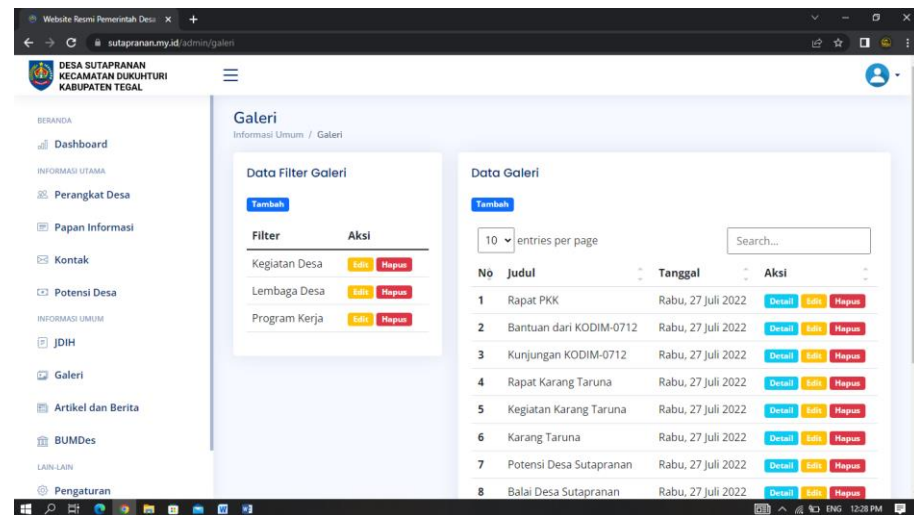 Website Resmi Pemerintah Desa
sutapranan.my.id/admin/galeri
DESA SUTAPRANAN
KECAMATAN DUKUHTURI
KABUPATEN TEGAL
BERANDA
Dashboard
INFORMASI UTAMA
Perangkat Desa
Papan Informasi
Kontak
Potensi Desa
INFORMASI UMUM
JDIH
Galeri
Artikel dan Berita
BUMDes
LAIN-LAIN
Pengaturan
Galeri
Informasi Umum / Galeri
Data Filter Galeri
Tambah
Filter Aksi
Kegiatan Desa Edit Hapus
Lembaga Desa Edit Hapus
Program Kerja Edit Hapus
Data Galeri
Tambah
10 entries per page Search...
No Judul Tanggal Aksi
1 Rapat PKK Rabu, 27 Juli 2022 Detail Edit Hapus
2 Bantuan dari KODIM-0712 Rabu, 27 Juli 2022 Detail Edit Hapus
3 Kunjungan KODIM-0712 Rabu, 27 Juli 2022 Detail Edit Hapus
4 Rapat Karang Taruna Rabu, 27 Juli 2022 Detail Edit Hapus
5 Kegiatan Karang Taruna Rabu, 27 Juli 2022 Detail Edit Hapus
6 Karang Taruna Rabu, 27 Juli 2022 Detail Edit Hapus
7 Potensi Desa Sutapranan Rabu, 27 Juli 2022 Detail Edit Hapus
8 Balai Desa Sutapranan Rabu, 27 Juli 2022 Detail Edit Hapus
ENG 12:28 PM